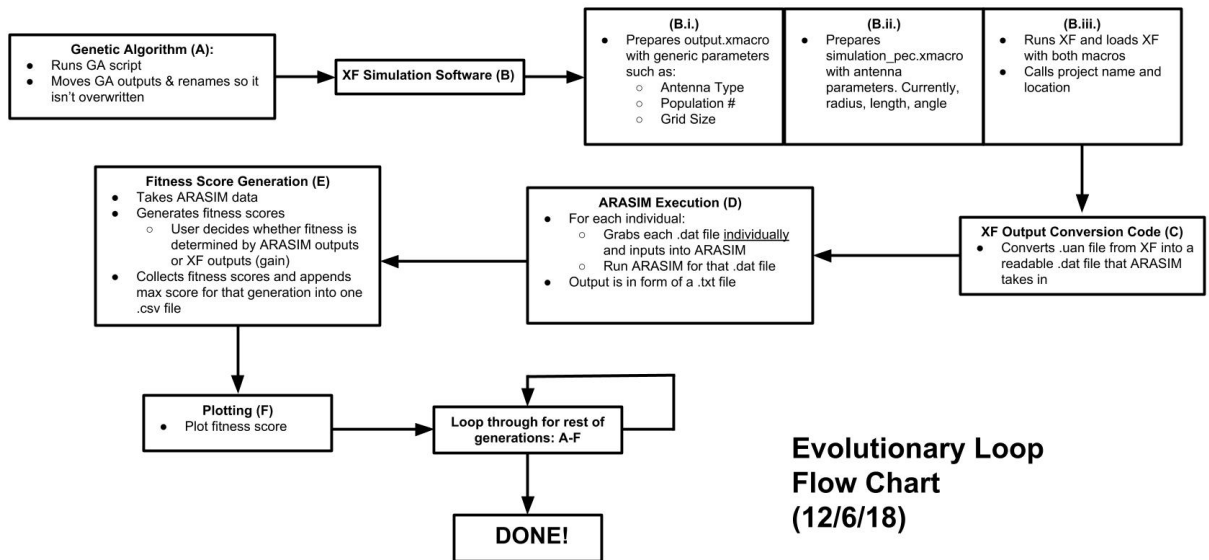 Genetic Algorithm (A):
● Runs GA script
● Moves GA outputs & renames so it
isn't overwritten
XF Simulation Software (B)
(B.i.)
● Prepares output.xmacro
with generic parameters
such as:
○ Antenna Type
○ Population #
○ Grid Size
(B.ii.)
● Prepares
simulation_pec.xmacro
with antenna
parameters. Currently,
radius, length, angle
(B.iii.)
● Runs XF and loads XF
with both macros
● Calls project name and
location
XF Output Conversion Code (C)
● Converts .uan file from XF into a
readable .dat file that ARASIM
takes in
ARASIM Execution (D)
● For each individual:
○ Grabs each .dat file individually
and inputs into ARASIM
○ Run ARASIM for that .dat file
● Output is in form of a .txt file
Fitness Score Generation (E)
● Takes ARASIM data
● Generates fitness scores
○ User decides whether fitness is
determined by ARASIM outputs
or XF outputs (gain)
● Collects fitness scores and appends
max score for that generation into one
.csv file
Plotting (F)
● Plot fitness score
Loop through for rest of
generations: A-F
DONE!
Evolutionary Loop
Flow Chart
(12/6/18)